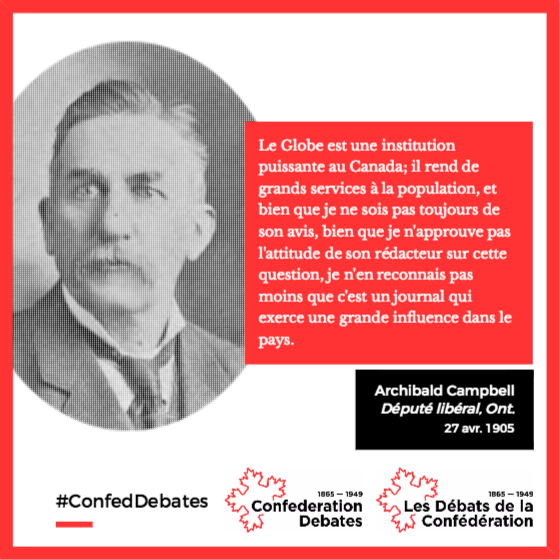 Le Globe est une institution
puissante au Canada; il rend de
grands services à la population, et
bien que je ne sois pas toujours de
son avis, bien que je n'approuve pas
l'attitude de son rédacteur sur cette
question, je n'en reconnais pas
moins que c'est un journal qui
exerce une grande influence dans le
pays.
Archibald Campbell
Député libéral, Ont.
27 avr. 1905
#ConfedDebates
1865 — 1949
Confederation
Debates
1865 — 1949
Les Débats de la
Confédération